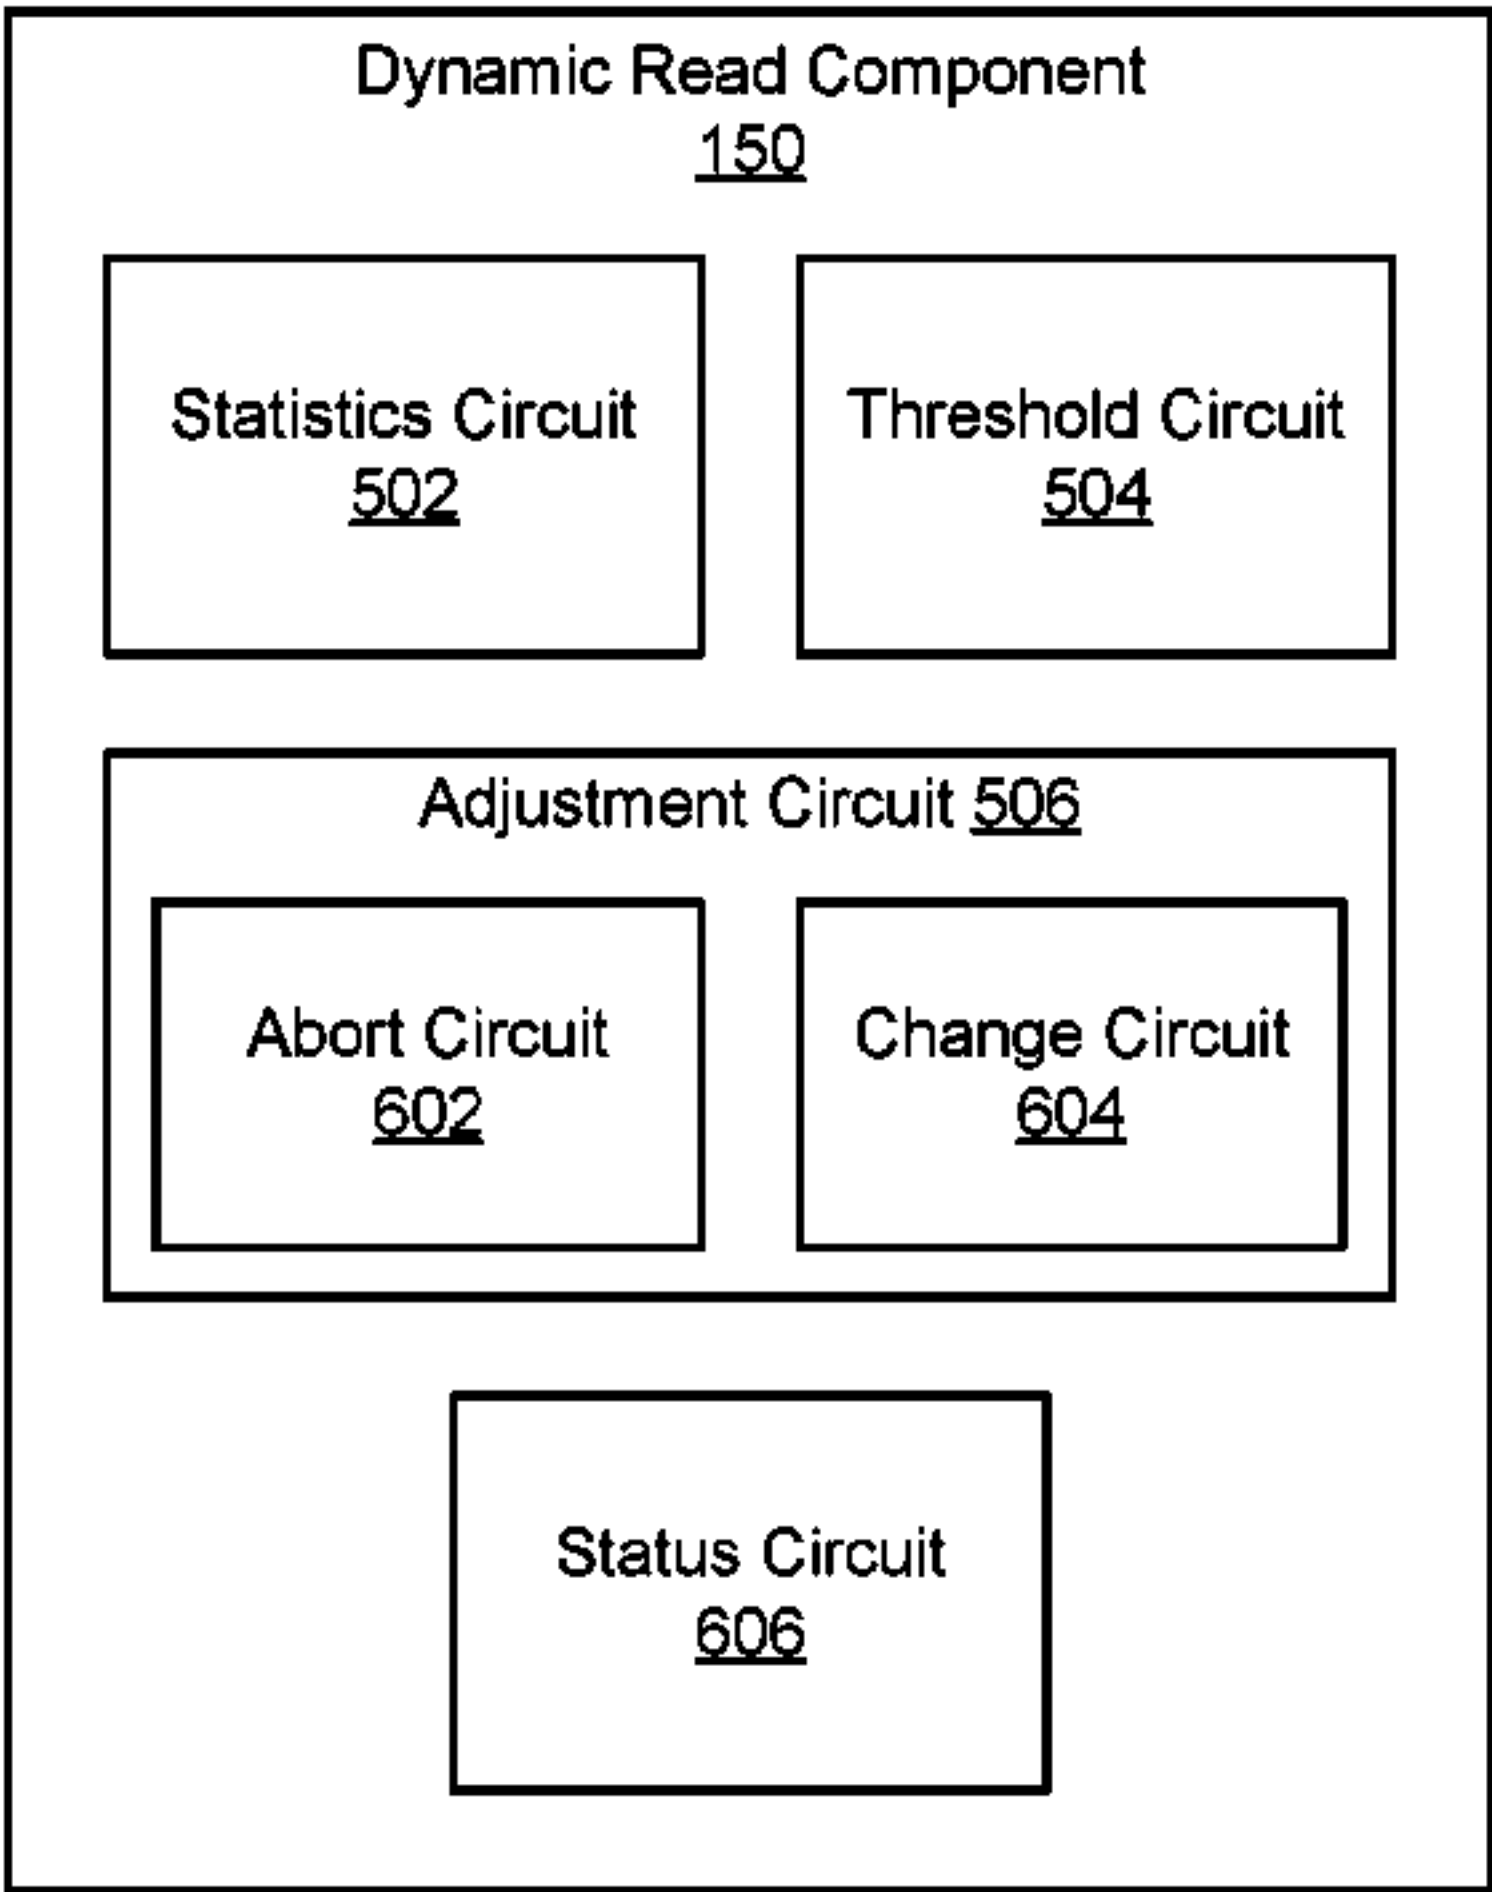 Dynamic Read Component
150
Statistics Circuit
502
Threshold Circuit
504
Adjustment Circuit 506
Abort Circuit
602
Change Circuit
604
Status Circuit
606